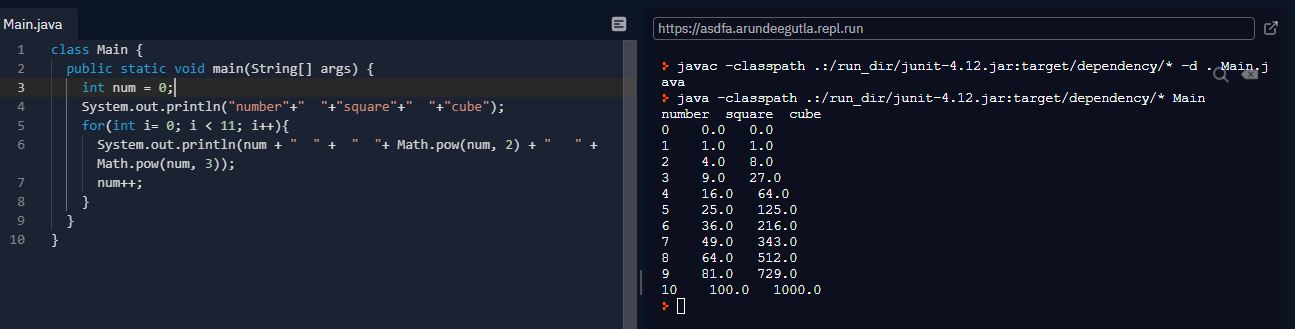 Main.java
1 class Main {
2   public static void main(String[] args) {
3     int num = 0;
4     System.out.println("number"+"  "+"square"+"  "+"cube");
5     for(int i= 0; i < 11; i++){
6       System.out.println(num + "  " +  "  "+ Math.pow(num, 2) + "   " +
Math.pow(num, 3));
7       num++;
8     }
9   }
10 }
https://asdfa.arundeegutla.repl.run
> javac -classpath .:/run_dir/junit-4.12.jar:target/dependency/* -d . Main.j
ava
> java -classpath .:/run_dir/junit-4.12.jar:target/dependency/* Main
number  square  cube
0    0.0   0.0
1    1.0   1.0
2    4.0   8.0
3    9.0   27.0
4    16.0   64.0
5    25.0   125.0
6    36.0   216.0
7    49.0   343.0
8    64.0   512.0
9    81.0   729.0
10    100.0   1000.0
>